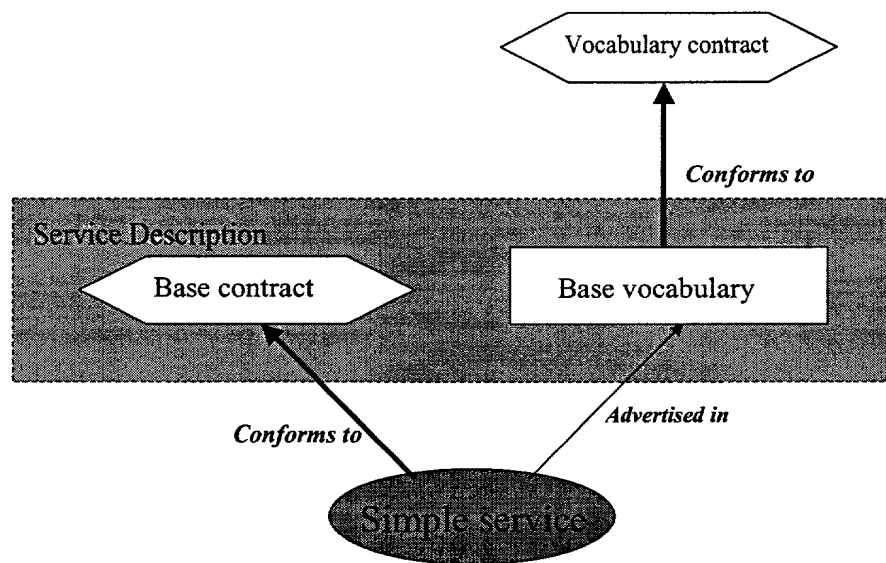 Vocabulary contract
Conforms to
Service Description
Base contract
Base vocabulary
Conforms to
Advertised in
Simple service